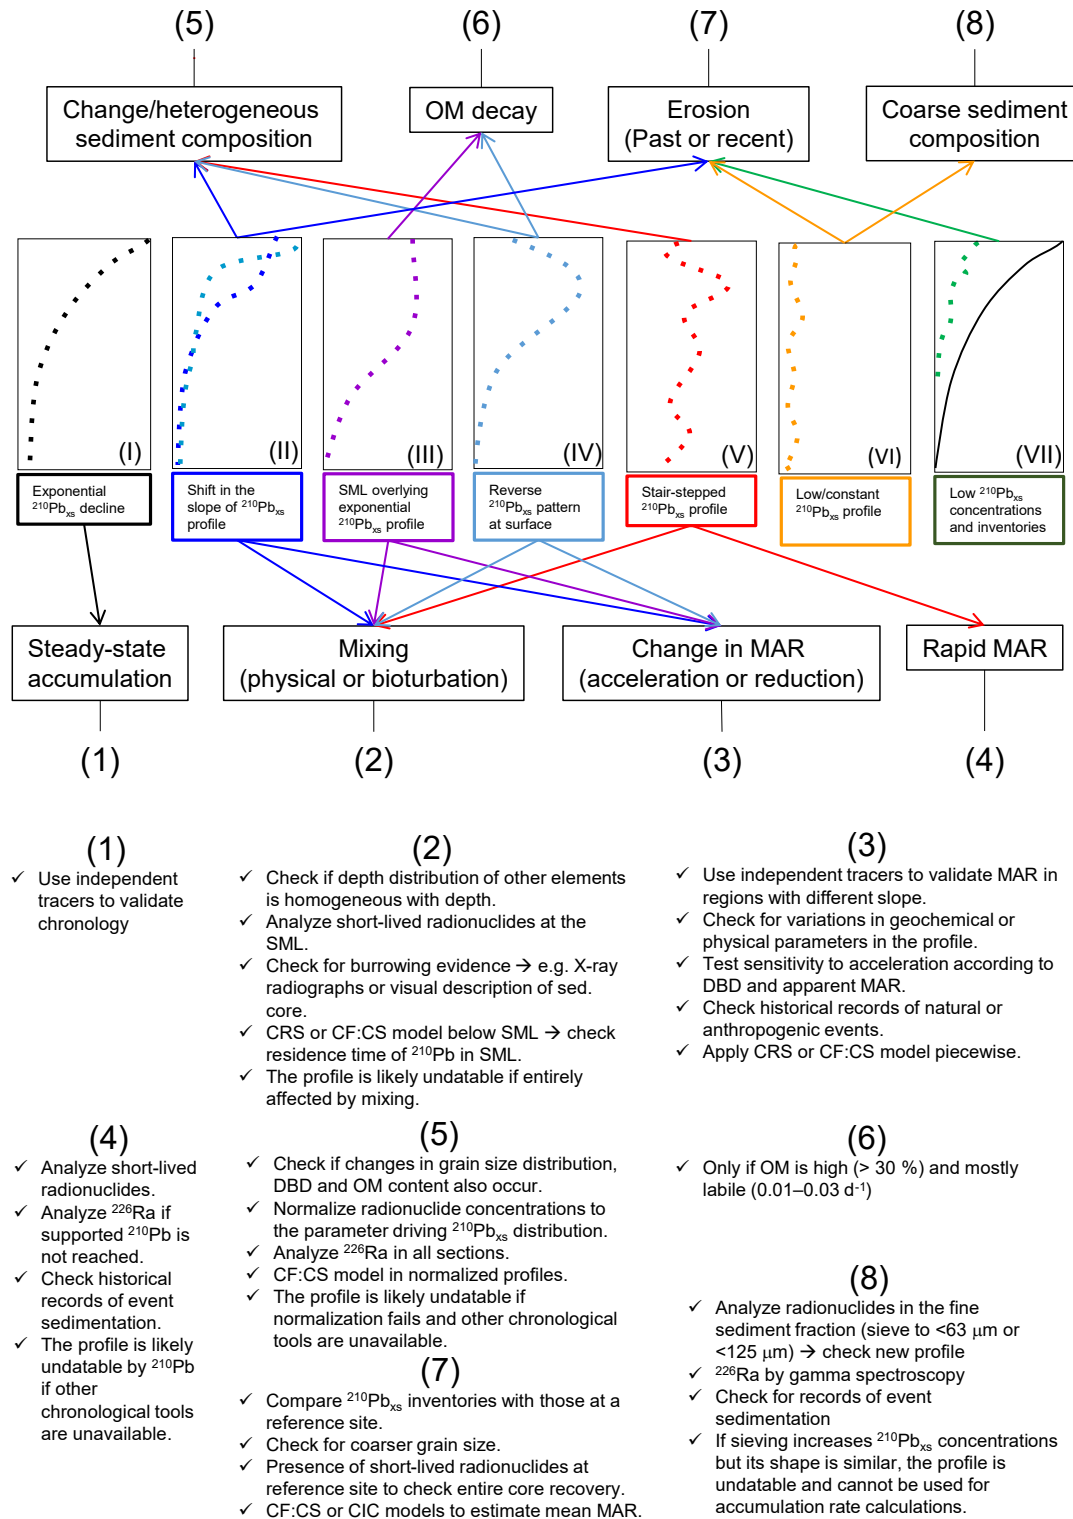 (5)
(6)
(7)
(8)
Change/heterogeneous
sediment composition
OM decay
Erosion
(Past or recent)
Coarse sediment
composition
(I)
(II)
(III)
(IV)
(V)
(VI)
(VII)
Exponential
²¹⁰Pbₓₛ decline
Shift in the
slope of ²¹⁰Pbₓₛ
profile
SML overlying
exponential
²¹⁰Pbₓₛ profile
Reverse
²¹⁰Pbₓₛ pattern
at surface
Stair-stepped
²¹⁰Pbₓₛ profile
Low/constant
²¹⁰Pbₓₛ profile
Low ²¹⁰Pbₓₛ
concentrations
and inventories
Steady-state
accumulation
Mixing
(physical or bioturbation)
Change in MAR
(acceleration or reduction)
Rapid MAR
(1)
(2)
(3)
(4)
(1)
✓ Use independent
tracers to validate
chronology
(2)
✓ Check if depth distribution of other elements
is homogeneous with depth.
✓ Analyze short-lived radionuclides at the
SML.
✓ Check for burrowing evidence → e.g. X-ray
radiographs or visual description of sed.
core.
✓ CRS or CF:CS model below SML → check
residence time of ²¹⁰Pb in SML.
✓ The profile is likely undatable if entirely
affected by mixing.
(3)
✓ Use independent tracers to validate MAR in
regions with different slope.
✓ Check for variations in geochemical or
physical parameters in the profile.
✓ Test sensitivity to acceleration according to
DBD and apparent MAR.
✓ Check historical records of natural or
anthropogenic events.
✓ Apply CRS or CF:CS model piecewise.
(4)
✓ Analyze short-lived
radionuclides.
✓ Analyze ²²⁶Ra if
supported ²¹⁰Pb is
not reached.
✓ Check historical
records of event
sedimentation.
✓ The profile is likely
undatable by ²¹⁰Pb
if other
chronological tools
are unavailable.
(5)
✓ Check if changes in grain size distribution,
DBD and OM content also occur.
✓ Normalize radionuclide concentrations to
the parameter driving ²¹⁰Pbₓₛ distribution.
✓ Analyze ²²⁶Ra in all sections.
✓ CF:CS model in normalized profiles.
✓ The profile is likely undatable if
normalization fails and other chronological
tools are unavailable.
(6)
✓ Only if OM is high (> 30 %) and mostly
labile (0.01–0.03 d⁻¹)
(7)
✓ Compare ²¹⁰Pbₓₛ inventories with those at a
reference site.
✓ Check for coarser grain size.
✓ Presence of short-lived radionuclides at
reference site to check entire core recovery.
✓ CF:CS or CIC models to estimate mean MAR.
(8)
✓ Analyze radionuclides in the fine
sediment fraction (sieve to <63 μm or
<125 μm) → check new profile
✓ ²²⁶Ra by gamma spectroscopy
✓ Check for records of event
sedimentation
✓ If sieving increases ²¹⁰Pbₓₛ concentrations
but its shape is similar, the profile is
undatable and cannot be used for
accumulation rate calculations.